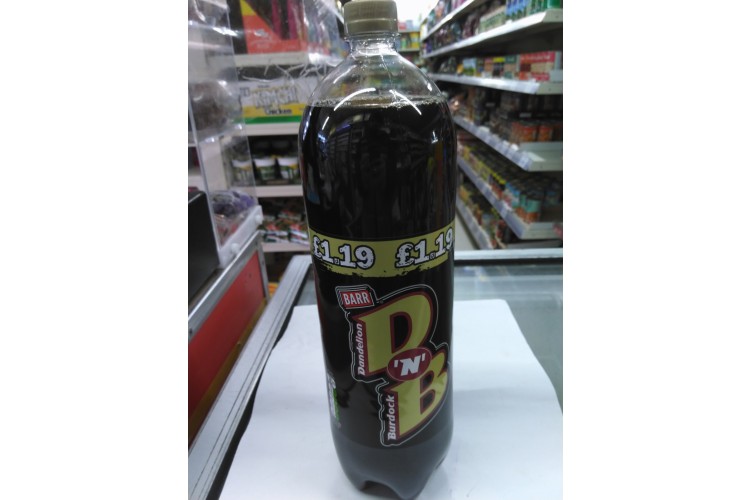 £1.19 £1.19
BARR
Dandelion
D
'N'
B
Burdock